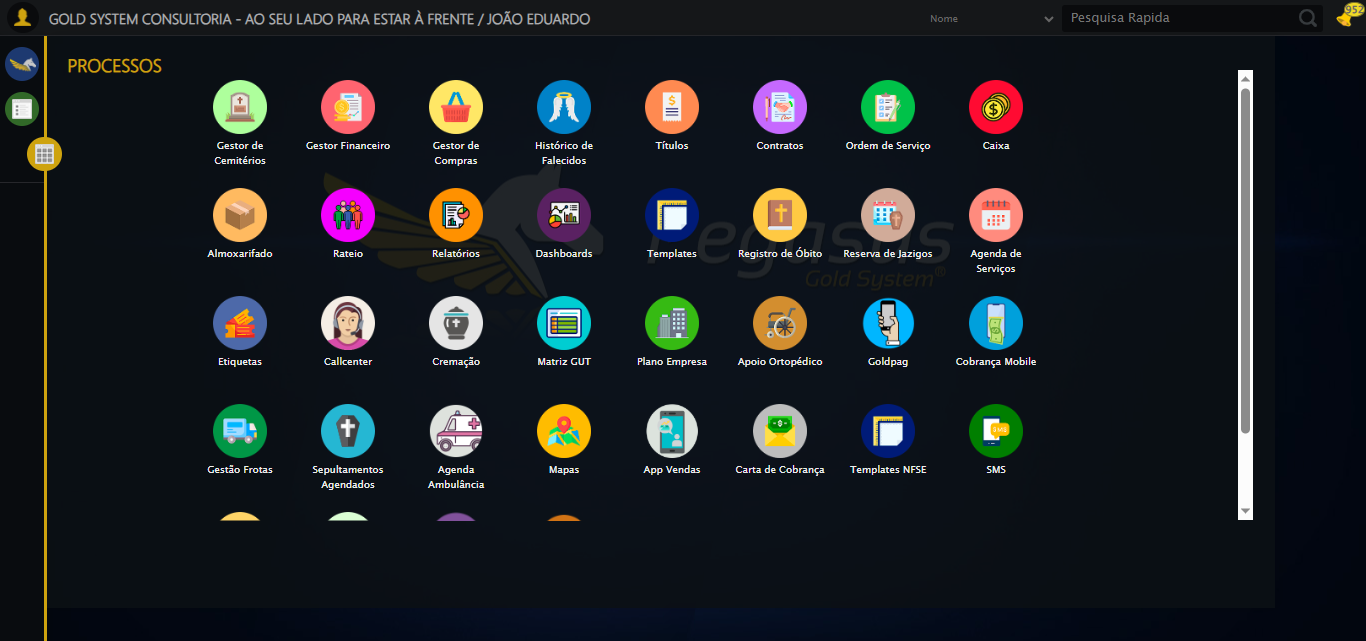 GOLD SYSTEM CONSULTORIA - AO SEU LADO PARA ESTAR À FRENTE / JOÃO EDUARDO
Nome
Pesquisa Rapida
952
PROCESSOS
Gestor de
Cemitérios
Gestor Financeiro
Gestor de
Compras
Histórico de
Falecidos
Títulos
Contratos
Ordem de Serviço
Caixa
Almoxarifado
Rateio
Relatórios
Dashboards
Templates
Registro de Óbito
Reserva de Jazigos
Agenda de
Serviços
Pegasus
Gold System®
Etiquetas
Callcenter
Cremação
Matriz GUT
Plano Empresa
Apoio Ortopédico
Goldpag
Cobrança Mobile
Gestão Frotas
Sepultamentos
Agendados
Agenda
Ambulância
Mapas
App Vendas
Carta de Cobrança
Templates NFSE
SMS
SMS